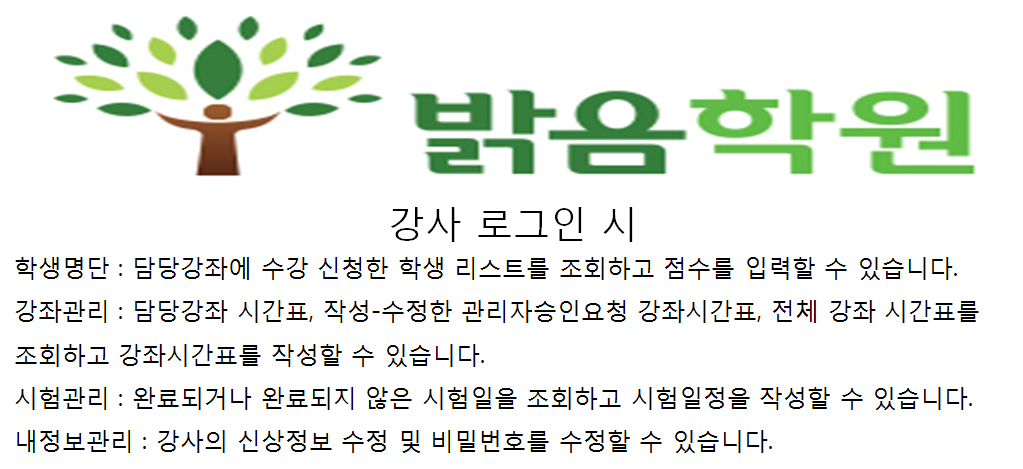 밝음학원
강사 로그인 시
학생명단 : 담당강좌에 수강 신청한 학생 리스트를 조회하고 점수를 입력할 수 있습니다.
강좌관리 : 담당강좌 시간표, 작성-수정한 관리자승인요청 강좌시간표, 전체 강좌 시간표를
조회하고 강좌시간표를 작성할 수 있습니다.
시험관리 : 완료되거나 완료되지 않은 시험일을 조회하고 시험일정을 작성할 수 있습니다.
내정보관리 : 강사의 신상정보 수정 및 비밀번호를 수정할 수 있습니다.